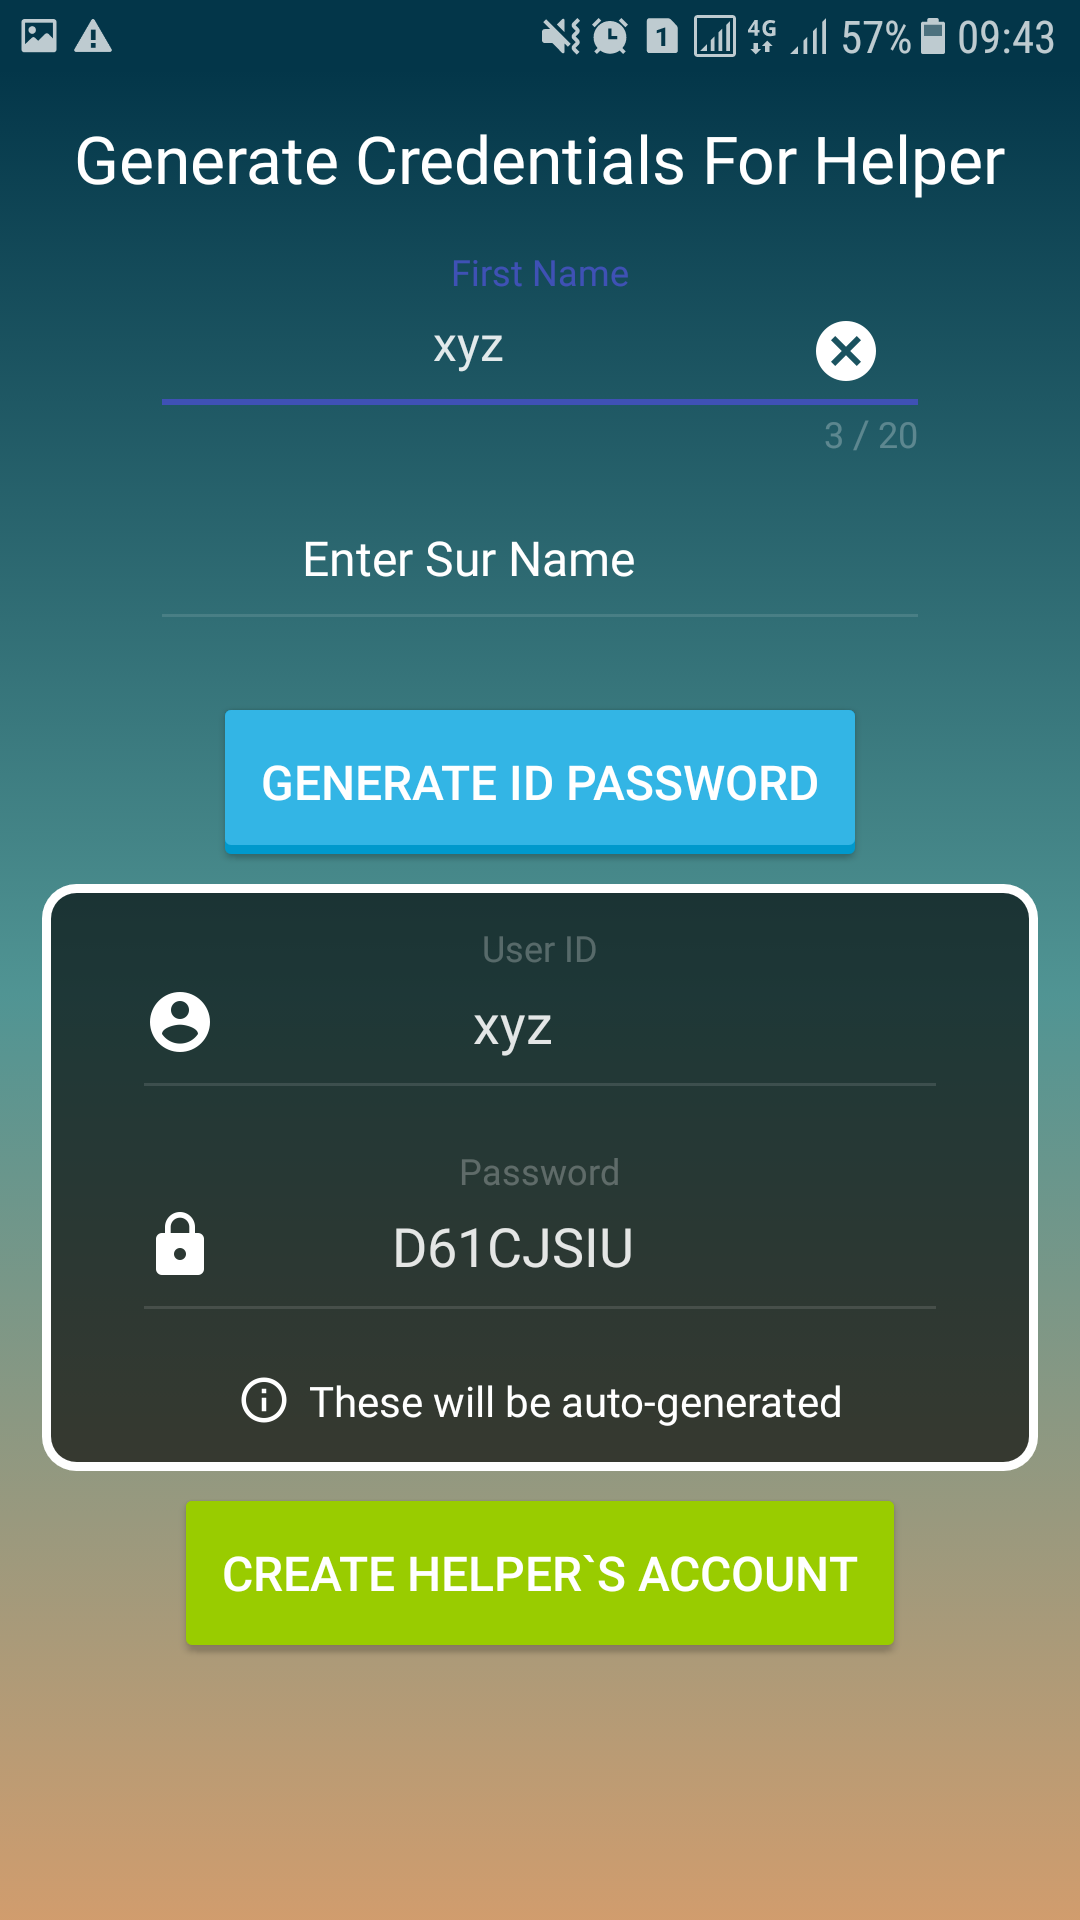 1 4G 57% 09:43
Generate Credentials For Helper
First Name
xyz
3 / 20
Enter Sur Name
GENERATE ID PASSWORD
User ID
xyz
Password
D61CJSIU
These will be auto-generated
CREATE HELPER`S ACCOUNT